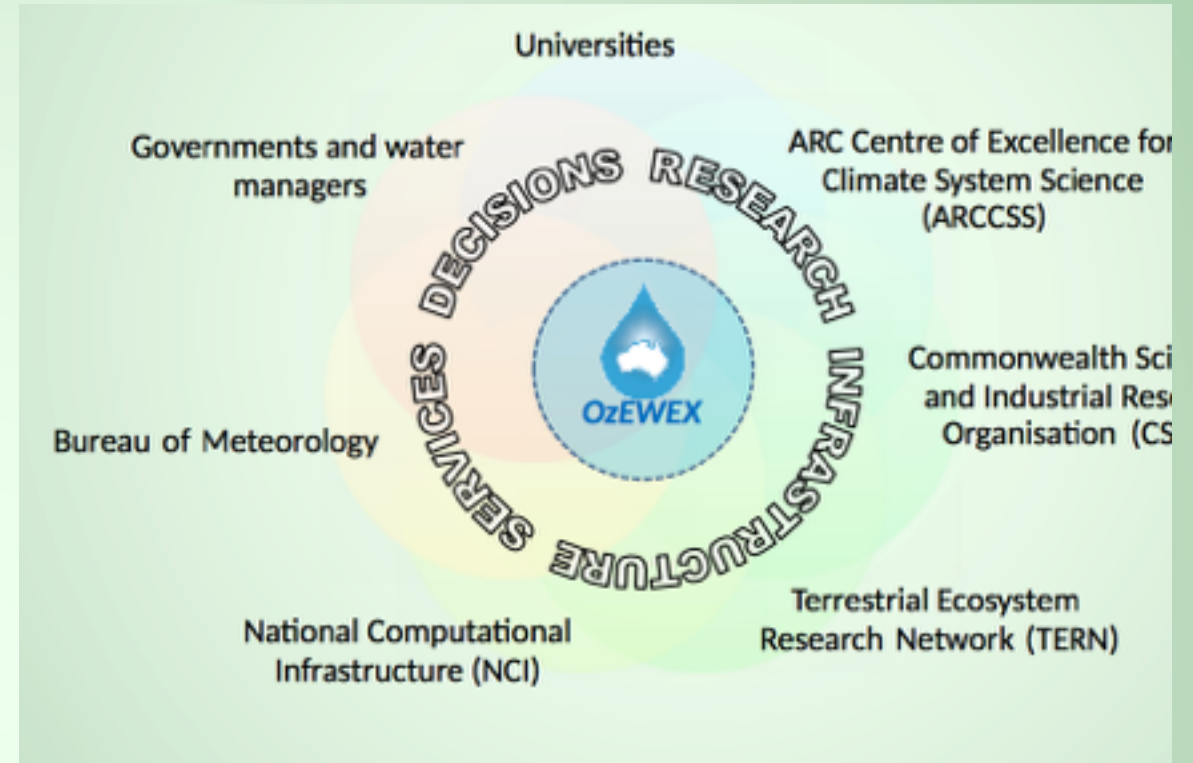 Universities
Governments and water
managers
ARC Centre of Excellence for
Climate System Science
(ARCCSS)
DECISIONS RESEARCH INFRASTRUCTURE SERVICES
OzEWEX
Commonwealth Sci
and Industrial Res
Organisation (CS
Bureau of Meteorology
Terrestrial Ecosystem
Research Network (TERN)
National Computational
Infrastructure (NCI)